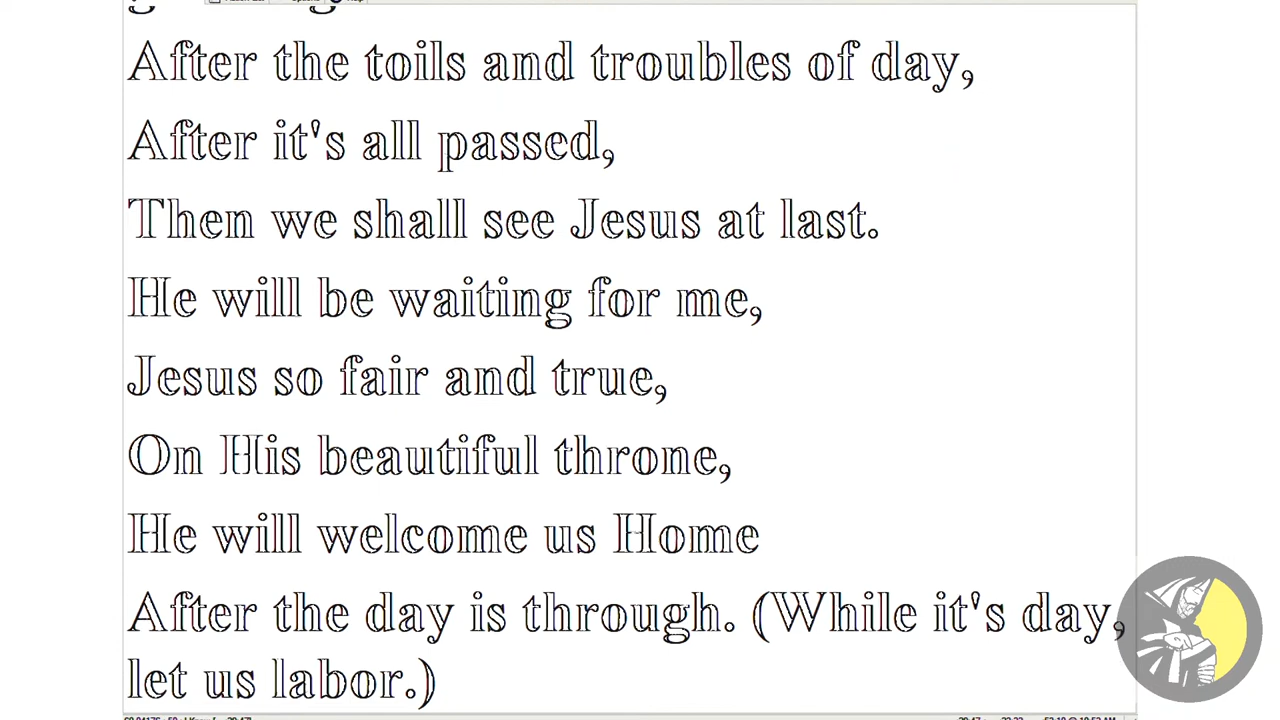 After the toils and troubles of day,
After it's all passed,
Then we shall see Jesus at last.
He will be waiting for me,
Jesus so fair and true,
On His beautiful throne,
He will welcome us Home
After the day is through. (While it's day,
let us labor.)